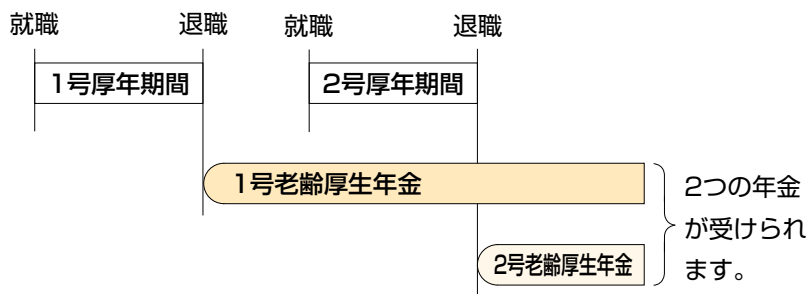 就職
退職
就職
退職
1号厚年期間
2号厚年期間
1号老齢厚生年金
2号老齢厚生年金
2つの年金
が受けられ
ます。